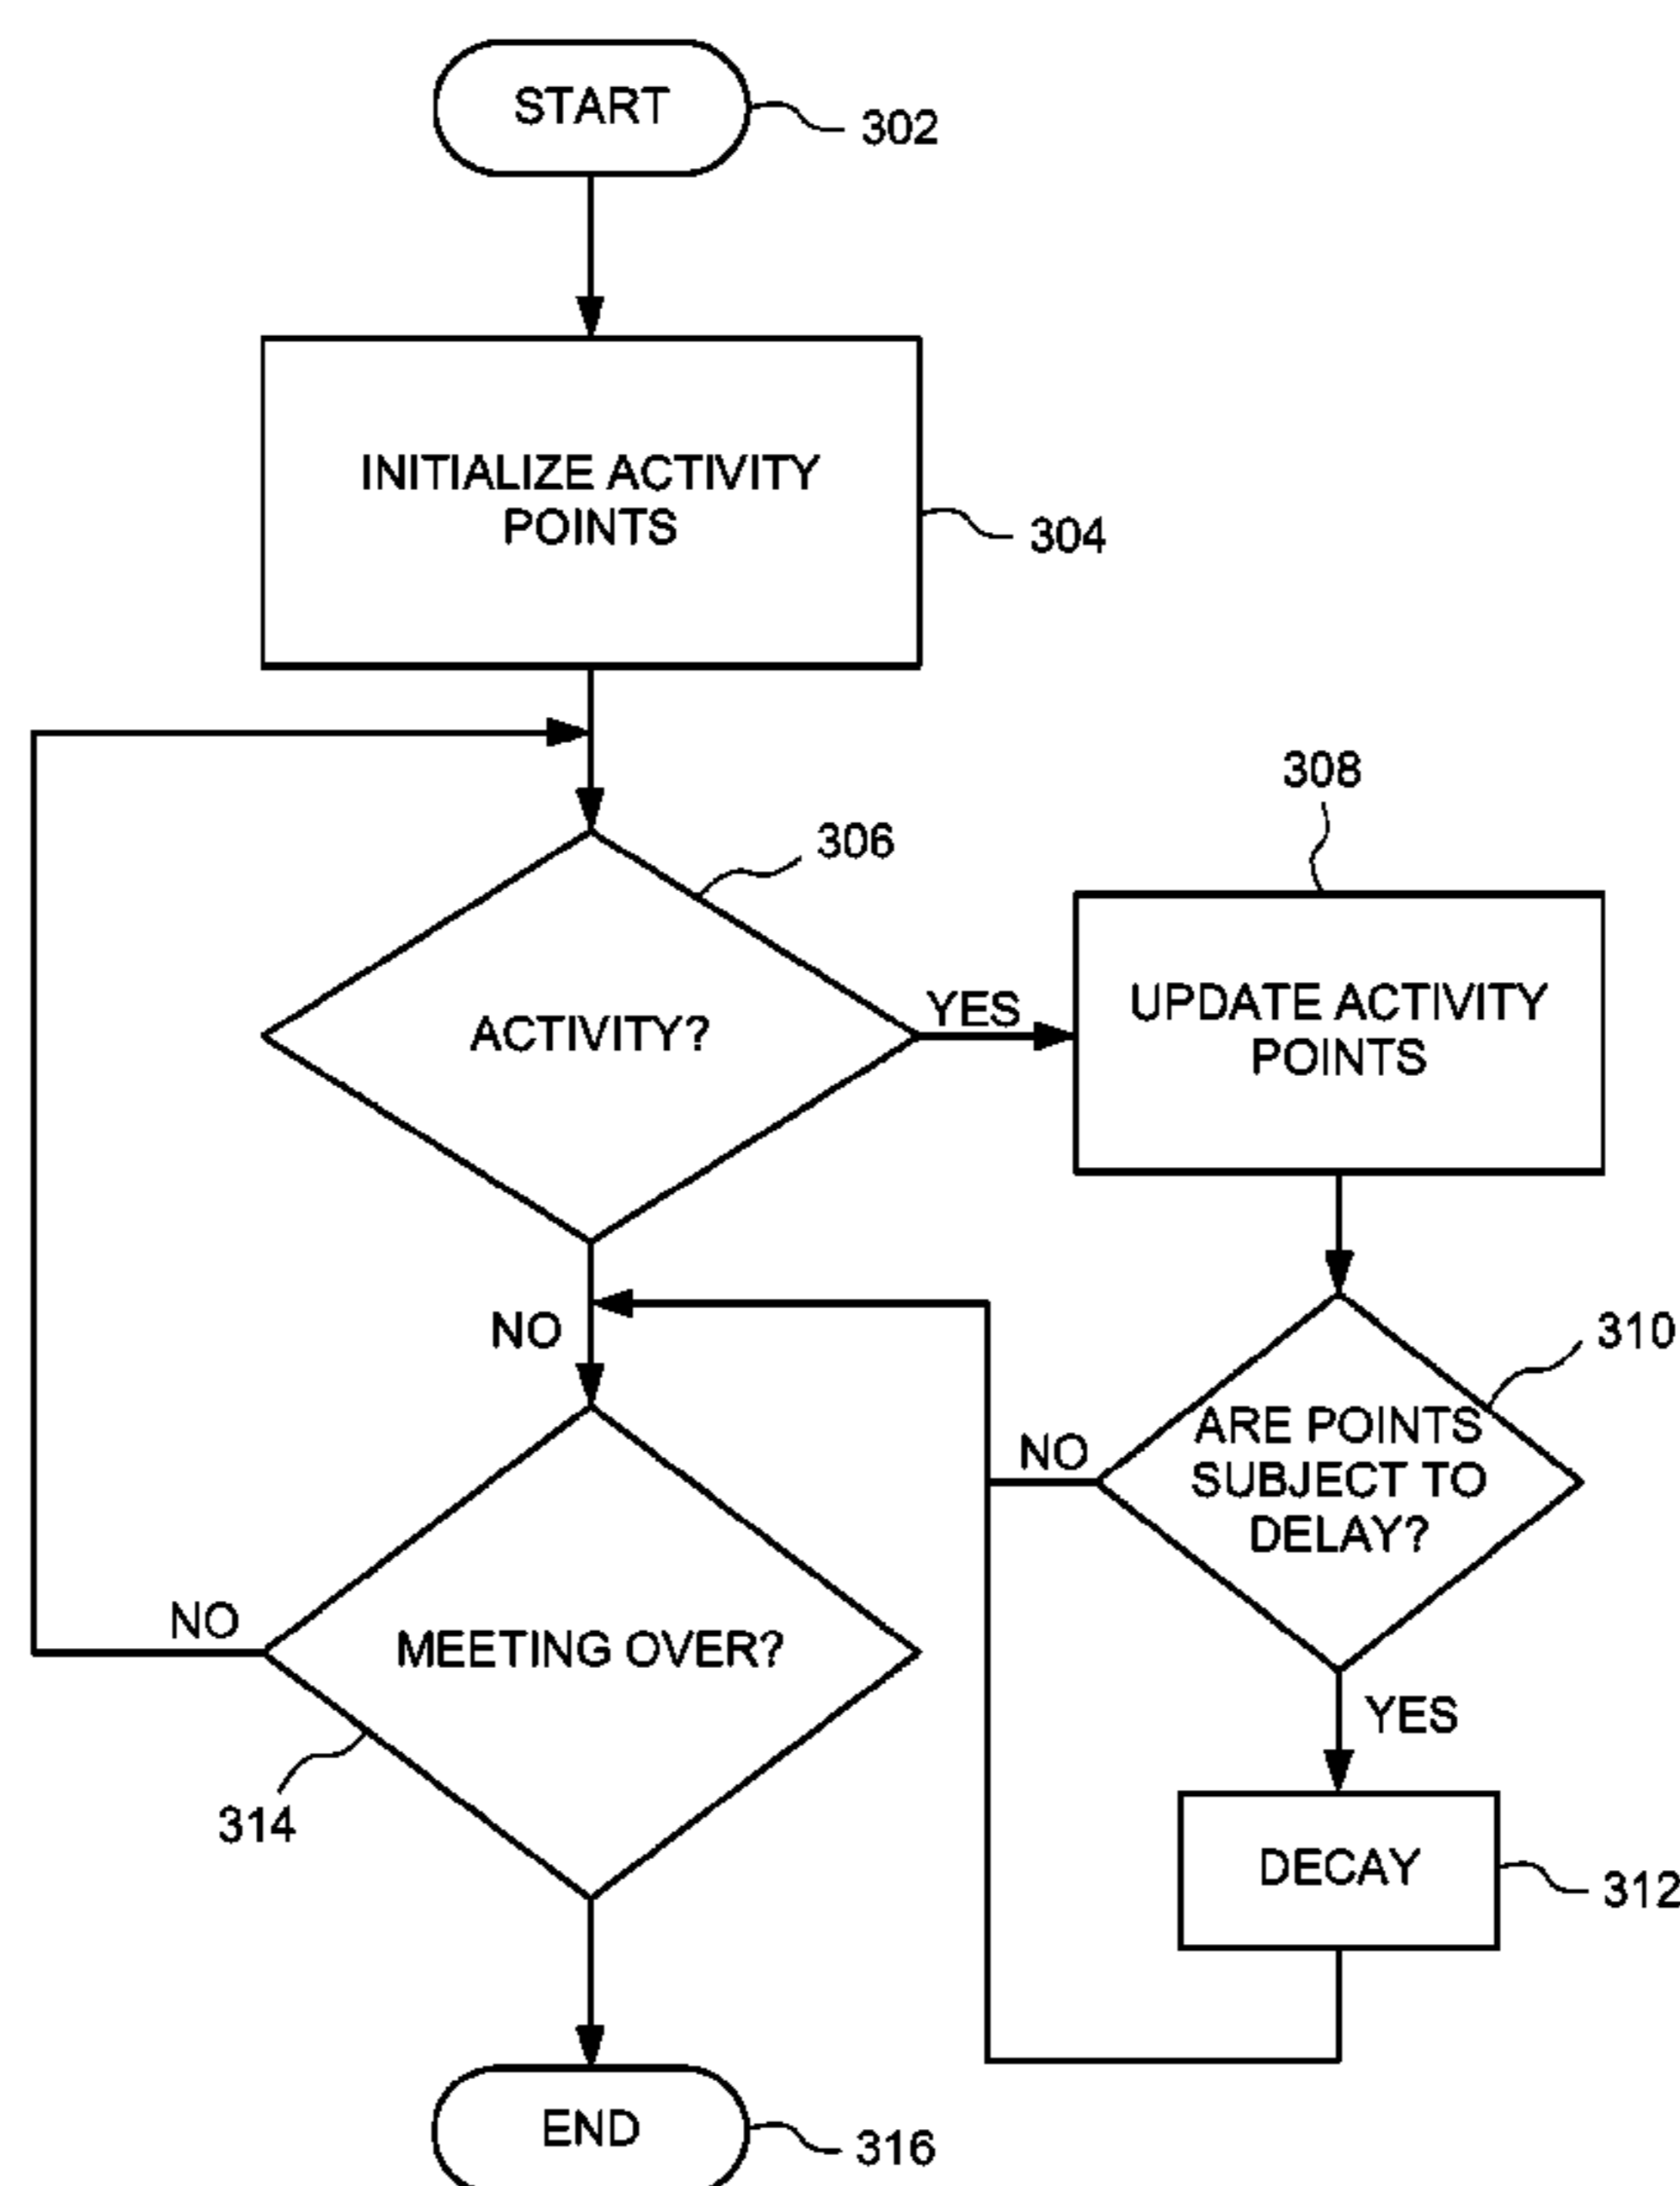 START
302
INITIALIZE ACTIVITY
POINTS
304
306
308
ACTIVITY?
YES
UPDATE ACTIVITY
POINTS
NO
310
ARE POINTS
SUBJECT TO
DELAY?
NO
YES
NO
MEETING OVER?
314
DECAY
312
END
316